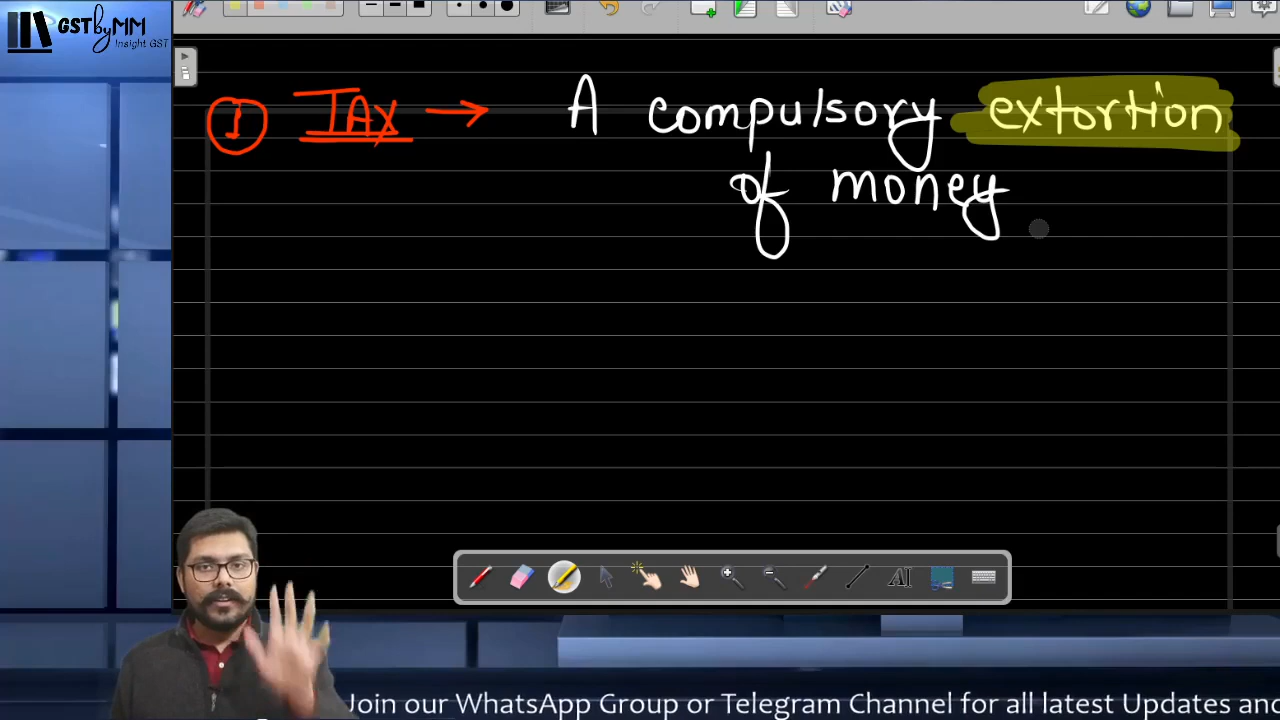 GSTbyMM
Insight GST
1 TAX → A compulsory extortion
of money
AI
Join our WhatsApp Group or Telegram Channel for all latest Updates and